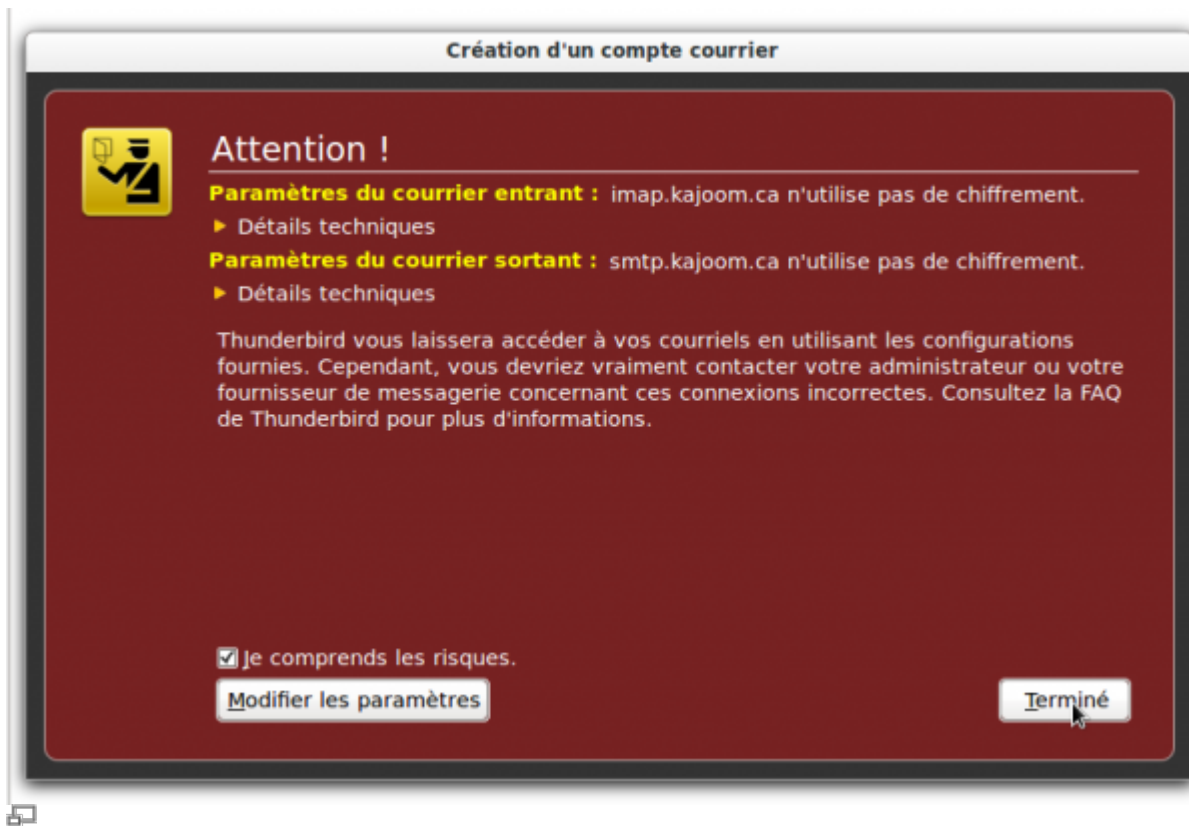 Création d'un compte courrier
Attention !
Paramètres du courrier entrant : imap.kajoom.ca n'utilise pas de chiffrement.
Détails techniques
Paramètres du courrier sortant : smtp.kajoom.ca n'utilise pas de chiffrement.
Détails techniques
Thunderbird vous laissera accéder à vos courriels en utilisant les configurations
fournies. Cependant, vous devriez vraiment contacter votre administrateur ou votre
fournisseur de messagerie concernant ces connexions incorrectes. Consultez la FAQ
de Thunderbird pour plus d'informations.
Je comprends les risques.
Modifier les paramètres
Terminé